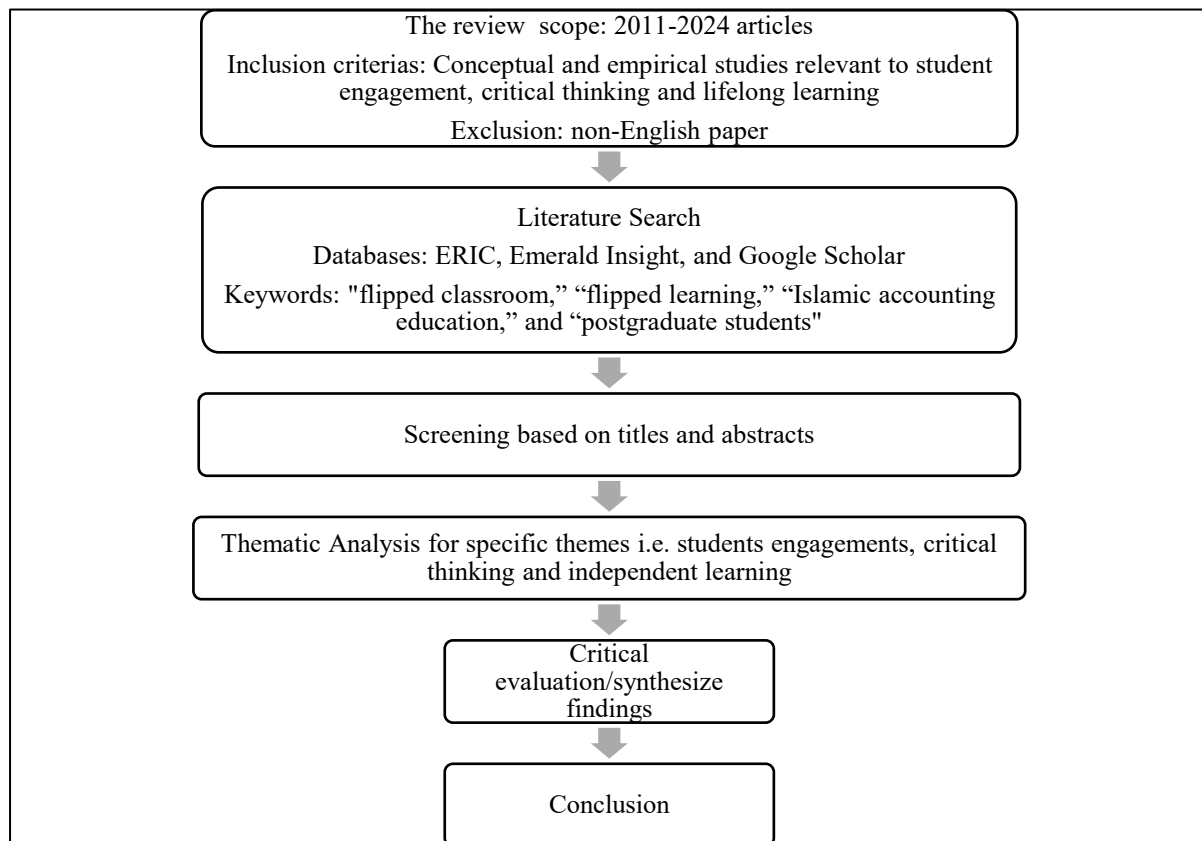 The review  scope: 2011-2024 articles
Inclusion criterias: Conceptual and empirical studies relevant to student
engagement, critical thinking and lifelong learning
Exclusion: non-English paper
Literature Search
Databases: ERIC, Emerald Insight, and Google Scholar
Keywords: "flipped classroom,” “flipped learning,” “Islamic accounting
education,” and “postgraduate students"
Screening based on titles and abstracts
Thematic Analysis for specific themes i.e. students engagements, critical
thinking and independent learning
Critical
evaluation/synthesize
findings
Conclusion